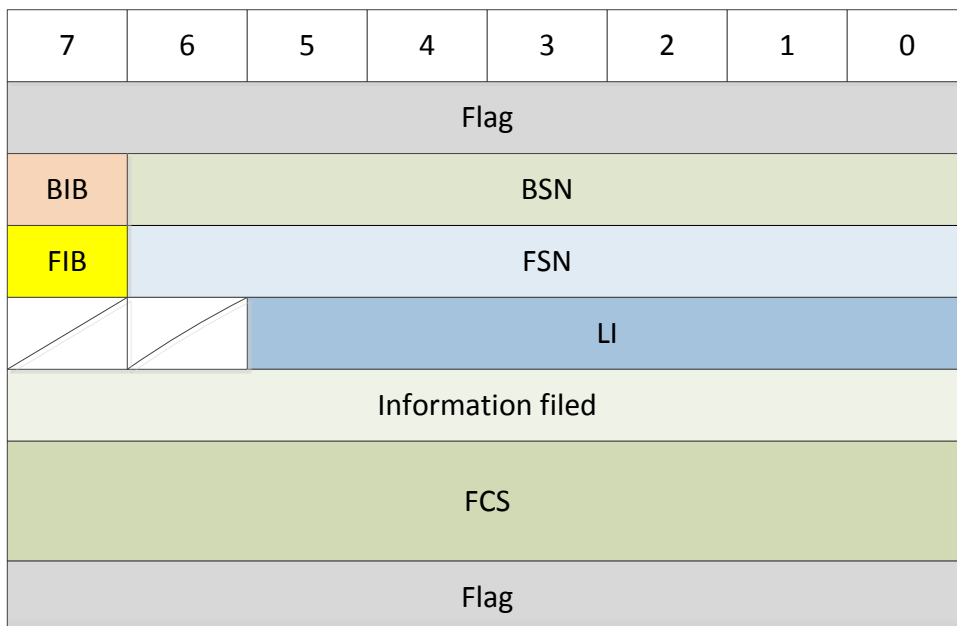 7 6 5 4 3 2 1 0
Flag
BIB BSN
FIB FSN
LI
Information filed
FCS
Flag